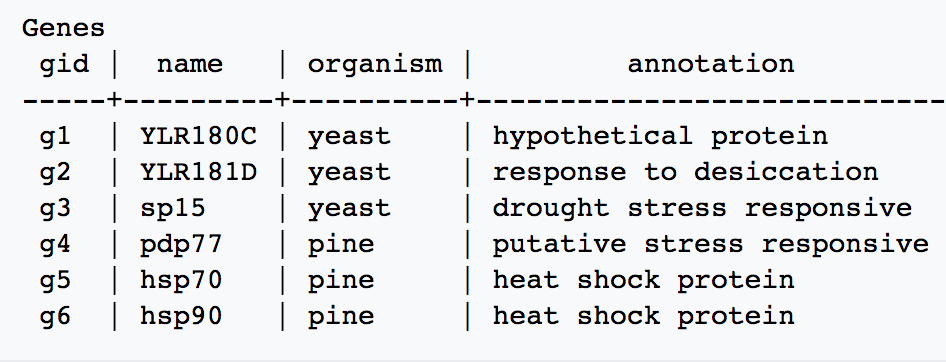 Genes
gid | name | organism | annotation
-----+---------+----------+----------------------------
g1 | YLR180C | yeast | hypothetical protein
g2 | YLR181D | yeast | response to desiccation
g3 | sp15 | yeast | drought stress responsive
g4 | pdp77 | pine | putative stress responsive
g5 | hsp70 | pine | heat shock protein
g6 | hsp90 | pine | heat shock protein